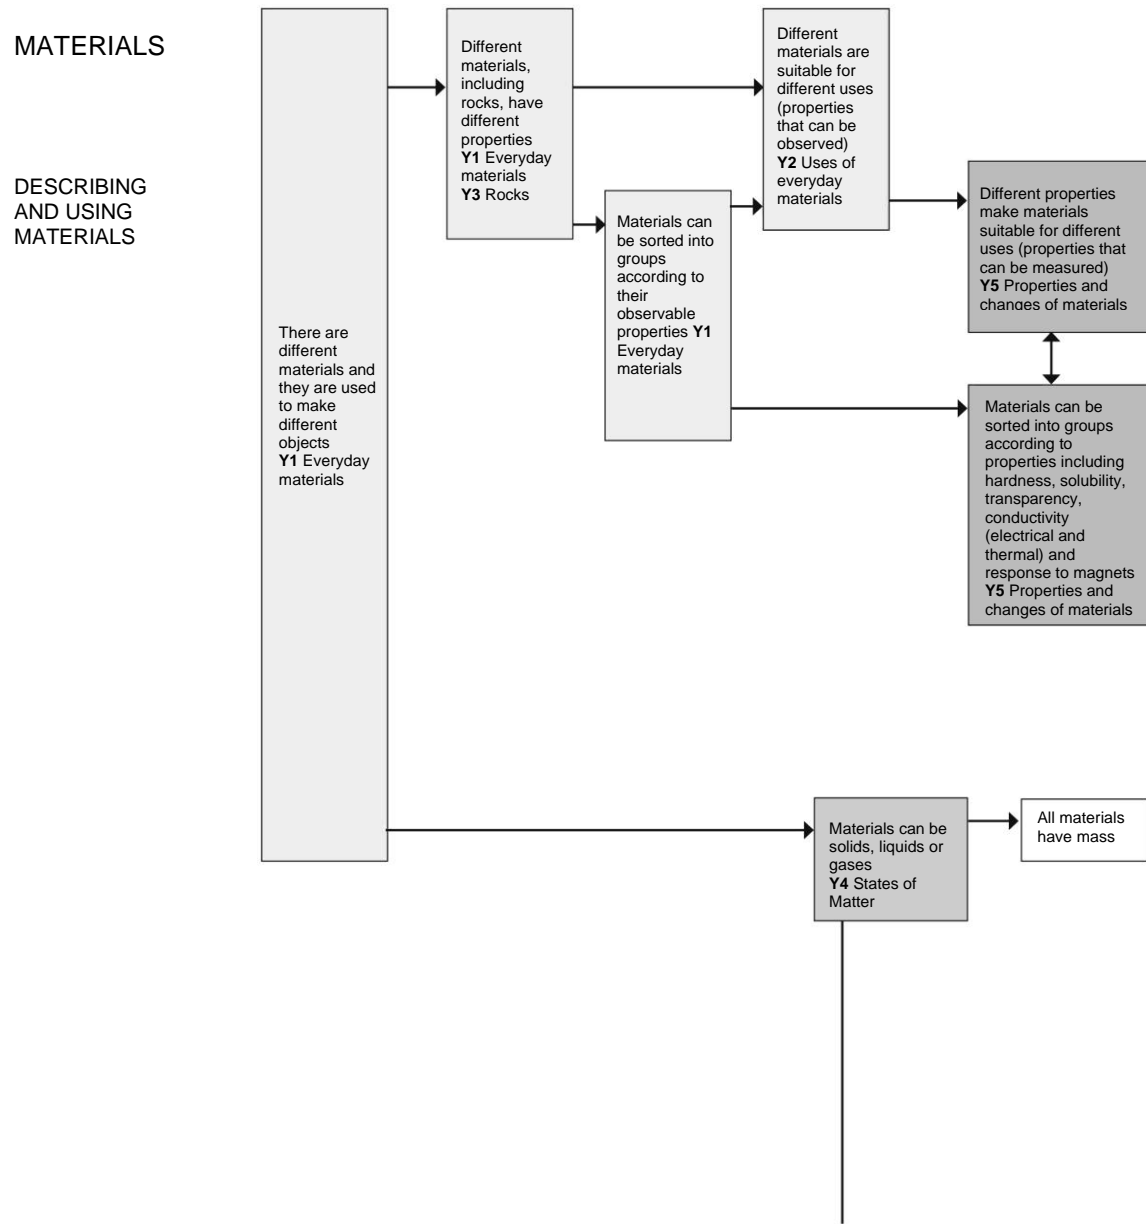 MATERIALS
DESCRIBING
AND USING
MATERIALS
There are
different
materials and
they are used
to make
different
objects
Y1 Everyday
materials
Different
materials,
including
rocks, have
different
properties
Y1 Everyday
materials
Y3 Rocks
Materials can
be sorted into
groups
according to
their
observable
properties Y1
Everyday
materials
Different
materials are
suitable for
different uses
(properties
that can be
observed)
Y2 Uses of
everyday
materials
Different properties
make materials
suitable for different
uses (properties that
can be measured)
Y5 Properties and
changes of materials
Materials can be
sorted into groups
according to
properties including
hardness, solubility,
transparency,
conductivity
(electrical and
thermal) and
response to magnets
Y5 Properties and
changes of materials
Materials can be
solids, liquids or
gases
Y4 States of
Matter
All materials
have mass